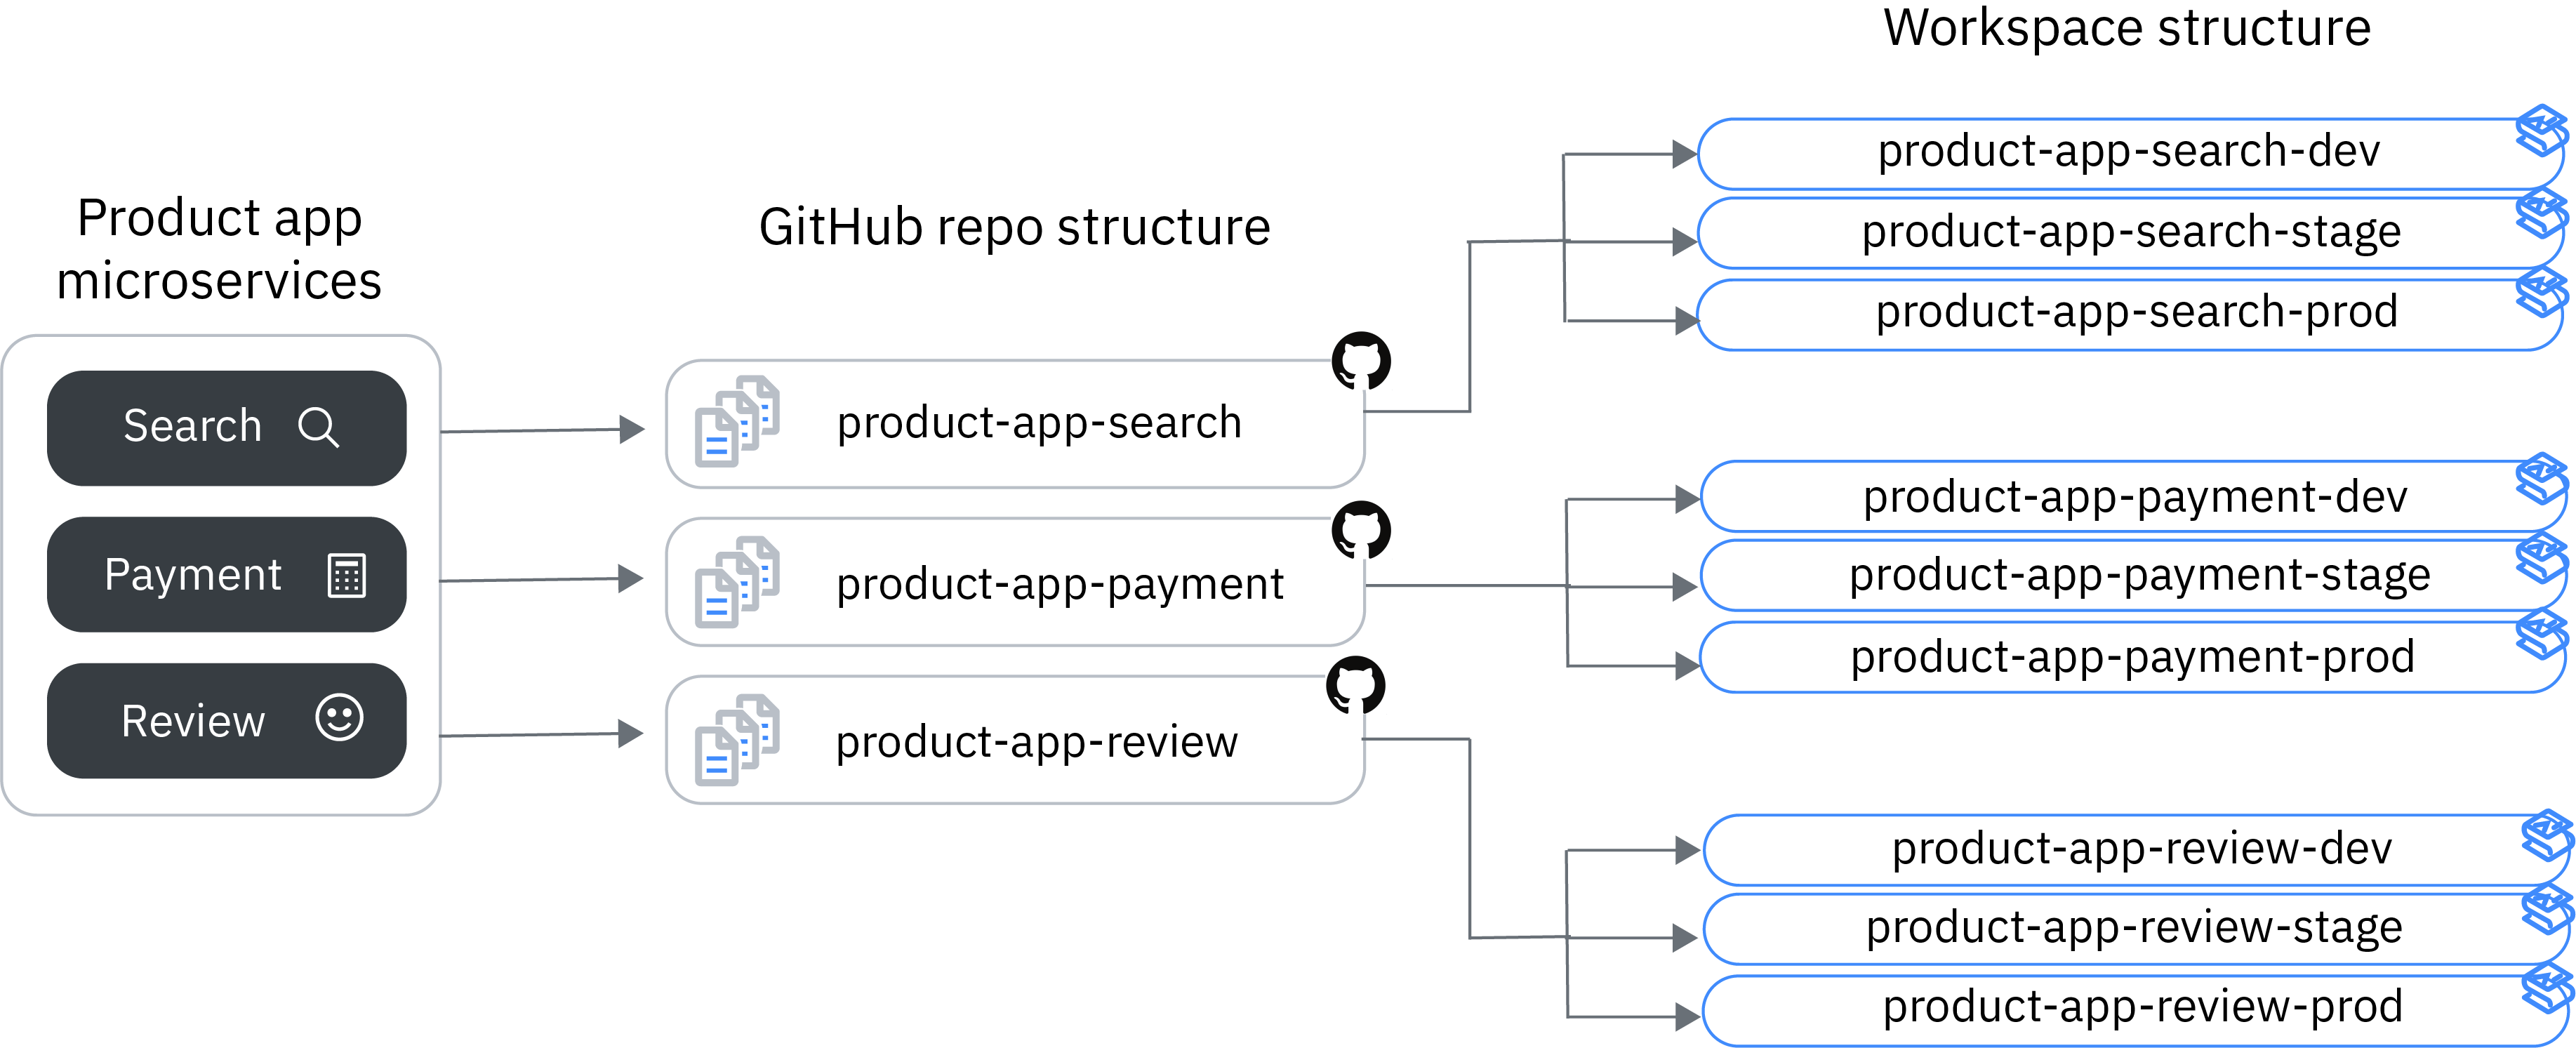 Product app
microservices
Search
Payment
Review
GitHub repo structure
product-app-search
product-app-payment
product-app-review
Workspace structure
product-app-search-dev
product-app-search-stage
product-app-search-prod
product-app-payment-dev
product-app-payment-stage
product-app-payment-prod
product-app-review-dev
product-app-review-stage
product-app-review-prod